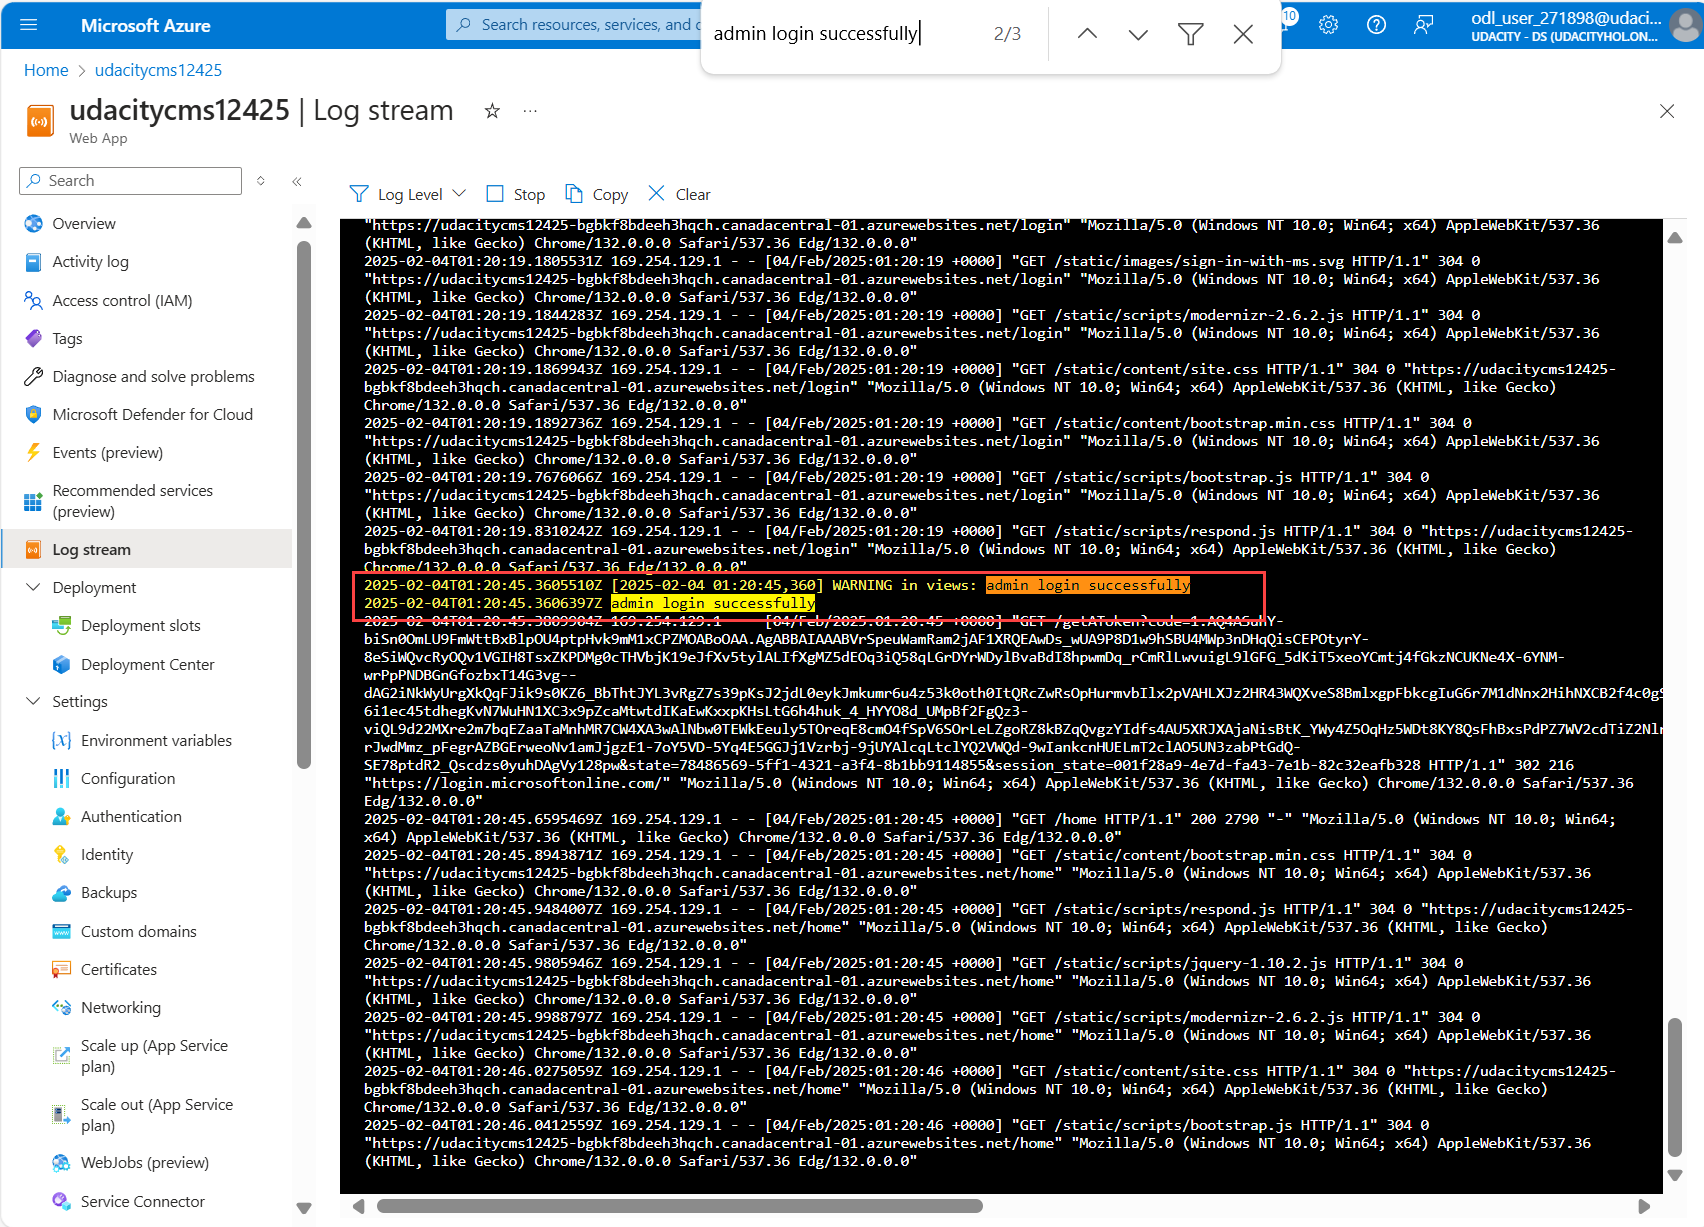 Microsoft Azure
Search resources, services, and d
admin login successfully
2/3
10
odl_user_271898@udaci...
UDACITY - DS (UDACITYHOL.ON...
Home > udacitycms12425
udacitycms12425 | Log stream
Web App
Search
Log Level
Stop
Copy
Clear
Overview
Activity log
Access control (IAM)
Tags
Diagnose and solve problems
Microsoft Defender for Cloud
Events (preview)
Recommended services
(preview)
Log stream
Deployment
Deployment slots
Deployment Center
Settings
Environment variables
Configuration
Authentication
Identity
Backups
Custom domains
Certificates
Networking
Scale up (App Service
plan)
Scale out (App Service
plan)
WebJobs (preview)
Service Connector
"https://udacitycms12425-bgbkf8bdeeh3hqch.canadacentral-01.azurewebsites.net/login" "Mozilla/5.0 (Windows NT 10.0; Win64; x64) AppleWebKit/537.36
(KHTML, like Gecko) Chrome/132.0.0.0 Safari/537.36 Edg/132.0.0.0"
2025-02-04T01:20:19.1805531Z 169.254.129.1 - - [04/Feb/2025:01:20:19 +0000] "GET /static/images/sign-in-with-ms.svg HTTP/1.1" 304 0
"https://udacitycms12425-bgbkf8bdeeh3hqch.canadacentral-01.azurewebsites.net/login" "Mozilla/5.0 (Windows NT 10.0; Win64; x64) AppleWebKit/537.36
(KHTML, like Gecko) Chrome/132.0.0.0 Safari/537.36 Edg/132.0.0.0"
2025-02-04T01:20:19.1844283Z 169.254.129.1 - - [04/Feb/2025:01:20:19 +0000] "GET /static/scripts/modernizr-2.6.2.js HTTP/1.1" 304 0
"https://udacitycms12425-bgbkf8bdeeh3hqch.canadacentral-01.azurewebsites.net/login" "Mozilla/5.0 (Windows NT 10.0; Win64; x64) AppleWebKit/537.36
(KHTML, like Gecko) Chrome/132.0.0.0 Safari/537.36 Edg/132.0.0.0"
2025-02-04T01:20:19.1869943Z 169.254.129.1 - - [04/Feb/2025:01:20:19 +0000] "GET /static/content/site.css HTTP/1.1" 304 0 "https://udacitycms12425-
bgbkf8bdeeh3hqch.canadacentral-01.azurewebsites.net/login" "Mozilla/5.0 (Windows NT 10.0; Win64; x64) AppleWebKit/537.36 (KHTML, like Gecko)
Chrome/132.0.0.0 Safari/537.36 Edg/132.0.0.0"
2025-02-04T01:20:19.1892736Z 169.254.129.1 - - [04/Feb/2025:01:20:19 +0000] "GET /static/content/bootstrap.min.css HTTP/1.1" 304 0
"https://udacitycms12425-bgbkf8bdeeh3hqch.canadacentral-01.azurewebsites.net/login" "Mozilla/5.0 (Windows NT 10.0; Win64; x64) AppleWebKit/537.36
(KHTML, like Gecko) Chrome/132.0.0.0 Safari/537.36 Edg/132.0.0.0"
2025-02-04T01:20:19.7676066Z 169.254.129.1 - - [04/Feb/2025:01:20:19 +0000] "GET /static/scripts/bootstrap.js HTTP/1.1" 304 0
"https://udacitycms12425-bgbkf8bdeeh3hqch.canadacentral-01.azurewebsites.net/login" "Mozilla/5.0 (Windows NT 10.0; Win64; x64) AppleWebKit/537.36
(KHTML, like Gecko) Chrome/132.0.0.0 Safari/537.36 Edg/132.0.0.0"
2025-02-04T01:20:19.8310242Z 169.254.129.1 - - [04/Feb/2025:01:20:19 +0000] "GET /static/scripts/respond.js HTTP/1.1" 304 0 "https://udacitycms12425-
bgbkf8bdeeh3hqch.canadacentral-01.azurewebsites.net/login" "Mozilla/5.0 (Windows NT 10.0; Win64; x64) AppleWebKit/537.36 (KHTML, like Gecko)
Chrome/132.0.0.0 Safari/537.36 Edg/132.0.0.0"
2025-02-04T01:20:45.3605510Z [2025-02-04 01:20:45,360] WARNING in views: admin login successfully
2025-02-04T01:20:45.3606397Z admin login successfully
2025-02-04T01:20:45.3809904Z 169.254.129.1 - - [04/Feb/2025:01:20:45 +0000] "GET
"https://login.microsoftonline.com/" "Mozilla/5.0 (Windows NT 10.0; Win64; x64) AppleWebKit/537.36 (KHTML, like Gecko) Chrome/132.0.0.0 Safari/537.36
Edg/132.0.0.0"
2025-02-04T01:20:45.6595469Z 169.254.129.1 - - [04/Feb/2025:01:20:45 +0000] "GET /home HTTP/1.1" 200 2790 "-" "Mozilla/5.0 (Windows NT 10.0; Win64;
x64) AppleWebKit/537.36 (KHTML, like Gecko) Chrome/132.0.0.0 Safari/537.36 Edg/132.0.0.0"
2025-02-04T01:20:45.8943871Z 169.254.129.1 - - [04/Feb/2025:01:20:45 +0000] "GET /static/content/bootstrap.min.css HTTP/1.1" 304 0
"https://udacitycms12425-bgbkf8bdeeh3hqch.canadacentral-01.azurewebsites.net/home" "Mozilla/5.0 (Windows NT 10.0; Win64; x64) AppleWebKit/537.36
(KHTML, like Gecko) Chrome/132.0.0.0 Safari/537.36 Edg/132.0.0.0"
2025-02-04T01:20:45.9484007Z 169.254.129.1 - - [04/Feb/2025:01:20:45 +0000] "GET /static/scripts/respond.js HTTP/1.1" 304 0 "https://udacitycms12425-
bgbkf8bdeeh3hqch.canadacentral-01.azurewebsites.net/home" "Mozilla/5.0 (Windows NT 10.0; Win64; x64) AppleWebKit/537.36 (KHTML, like Gecko)
Chrome/132.0.0.0 Safari/537.36 Edg/132.0.0.0"
2025-02-04T01:20:45.9805946Z 169.254.129.1 - - [04/Feb/2025:01:20:45 +0000] "GET /static/scripts/jquery-1.10.2.js HTTP/1.1" 304 0
"https://udacitycms12425-bgbkf8bdeeh3hqch.canadacentral-01.azurewebsites.net/home" "Mozilla/5.0 (Windows NT 10.0; Win64; x64) AppleWebKit/537.36
(KHTML, like Gecko) Chrome/132.0.0.0 Safari/537.36 Edg/132.0.0.0"
2025-02-04T01:20:45.9988797Z 169.254.129.1 - - [04/Feb/2025:01:20:45 +0000] "GET /static/scripts/modernizr-2.6.2.js HTTP/1.1" 304 0
"https://udacitycms12425-bgbkf8bdeeh3hqch.canadacentral-01.azurewebsites.net/home" "Mozilla/5.0 (Windows NT 10.0; Win64; x64) AppleWebKit/537.36
(KHTML, like Gecko) Chrome/132.0.0.0 Safari/537.36 Edg/132.0.0.0"
2025-02-04T01:20:46.0275059Z 169.254.129.1 - - [04/Feb/2025:01:20:46 +0000] "GET /static/content/site.css HTTP/1.1" 304 0 "https://udacitycms12425-
bgbkf8bdeeh3hqch.canadacentral-01.azurewebsites.net/home" "Mozilla/5.0 (Windows NT 10.0; Win64; x64) AppleWebKit/537.36 (KHTML, like Gecko)
Chrome/132.0.0.0 Safari/537.36 Edg/132.0.0.0"
2025-02-04T01:20:46.0412559Z 169.254.129.1 - - [04/Feb/2025:01:20:46 +0000] "GET /static/scripts/bootstrap.js HTTP/1.1" 304 0
"https://udacitycms12425-bgbkf8bdeeh3hqch.canadacentral-01.azurewebsites.net/home" "Mozilla/5.0 (Windows NT 10.0; Win64; x64) AppleWebKit/537.36
(KHTML, like Gecko) Chrome/132.0.0.0 Safari/537.36 Edg/132.0.0.0"